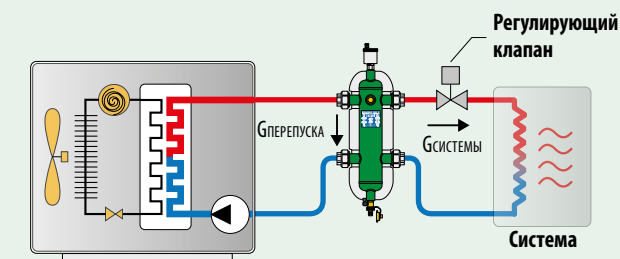 Регулирующий
клапан
GПЕРЕПУСКА
GСИСТЕМЫ
Система